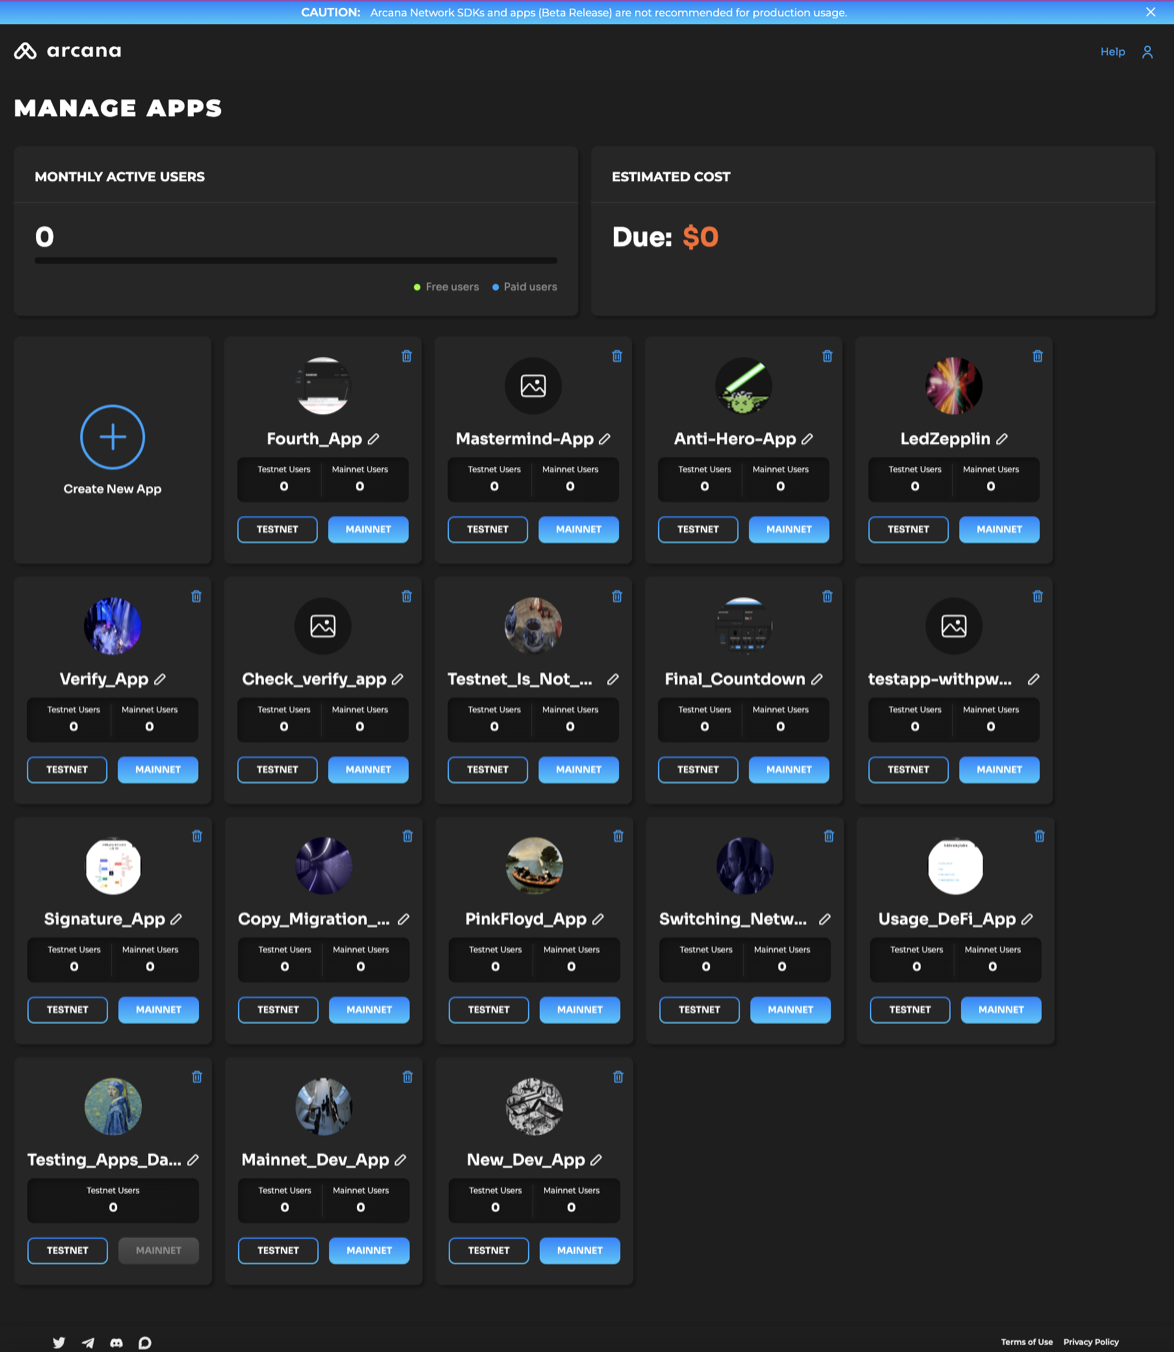 CAUTION: Arcana Network SDKs and apps (Beta Release) are not recommended for production usage.
arcana
Help
MANAGE APPS
MONTHLY ACTIVE USERS
0
Free users Paid users
ESTIMATED COST
Due: $0
Create New App
Fourth_App
Testnet Users Mainnet Users
0 0
TESTNET MAINNET
Mastermind-App
Testnet Users Mainnet Users
0 0
TESTNET MAINNET
Anti-Hero-App
Testnet Users Mainnet Users
0 0
TESTNET MAINNET
LedZepplin
Testnet Users Mainnet Users
0 0
TESTNET MAINNET
Verify_App
Testnet Users Mainnet Users
0 0
TESTNET MAINNET
Check_verify_app
Testnet Users Mainnet Users
0 0
TESTNET MAINNET
Testnet_Is_Not_...
Testnet Users Mainnet Users
0 0
TESTNET MAINNET
Final_Countdown
Testnet Users Mainnet Users
0 0
TESTNET MAINNET
testapp-withpw...
Testnet Users Mainnet Users
0 0
TESTNET MAINNET
Signature_App
Testnet Users Mainnet Users
0 0
TESTNET MAINNET
Copy_Migration_...
Testnet Users Mainnet Users
0 0
TESTNET MAINNET
PinkFloyd_App
Testnet Users Mainnet Users
0 0
TESTNET MAINNET
Switching_Netw...
Testnet Users Mainnet Users
0 0
TESTNET MAINNET
Usage_DeFi_App
Testnet Users Mainnet Users
0 0
TESTNET MAINNET
Testing_Apps_Da...
Testnet Users
0
TESTNET MAINNET
Mainnet_Dev_App
Testnet Users Mainnet Users
0 0
TESTNET MAINNET
New_Dev_App
Testnet Users Mainnet Users
0 0
TESTNET MAINNET
Terms of Use Privacy Policy